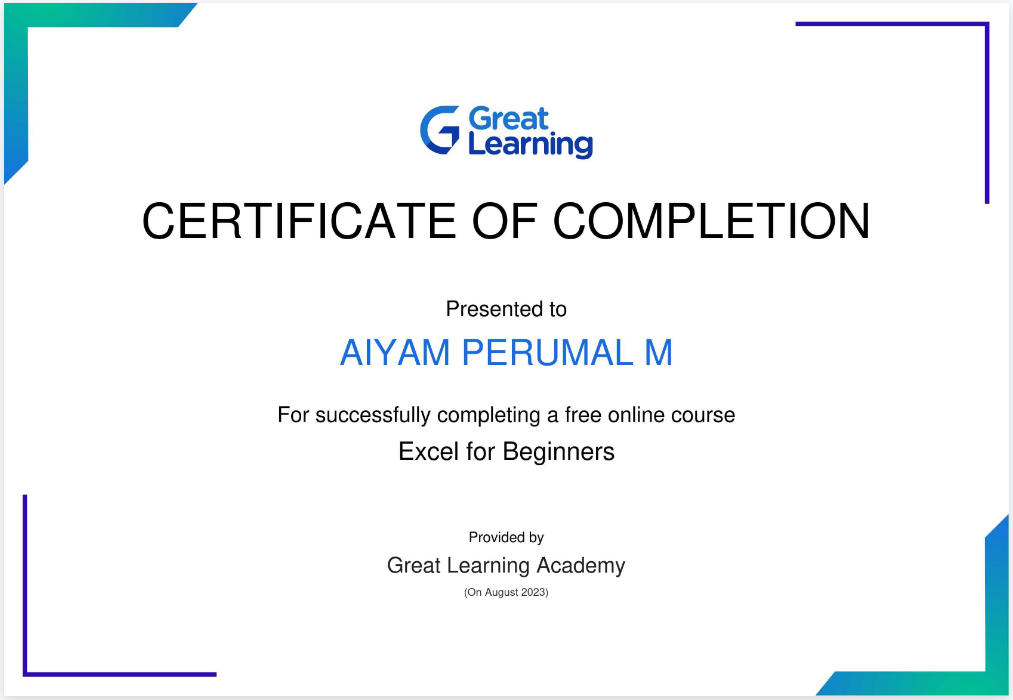 Great
Learning
CERTIFICATE OF COMPLETION
Presented to
AIYAM PERUMAL M
For successfully completing a free online course
Excel for Beginners
Provided by
Great Learning Academy
(On August 2023)